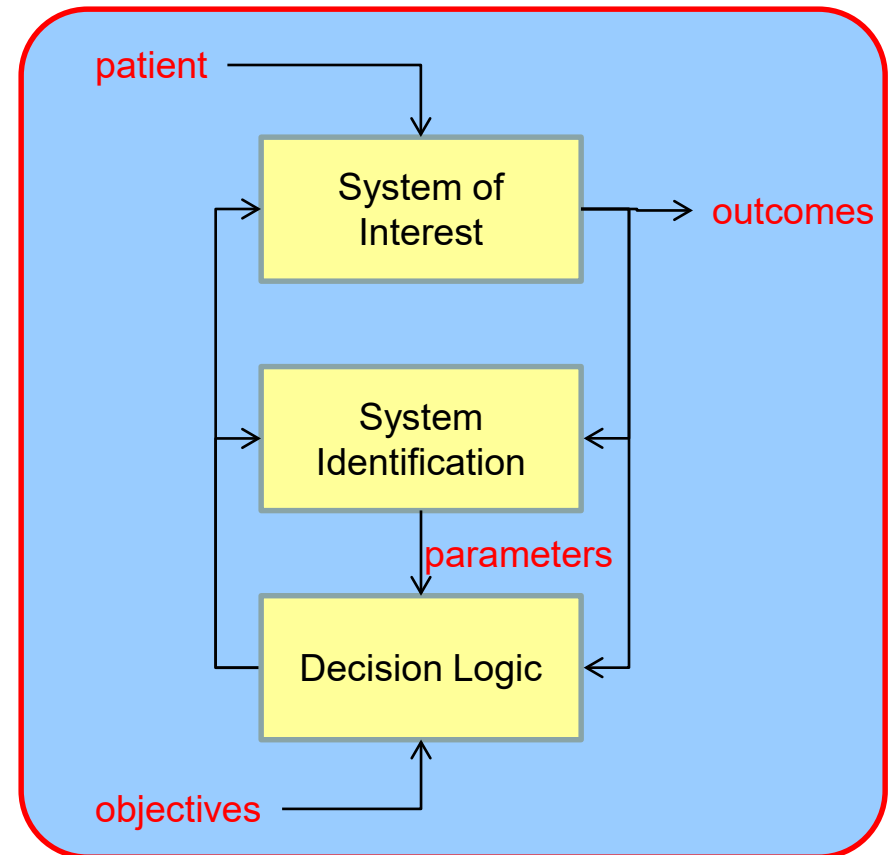 patient
System of
Interest
outcomes
System
Identification
parameters
Decision Logic
objectives